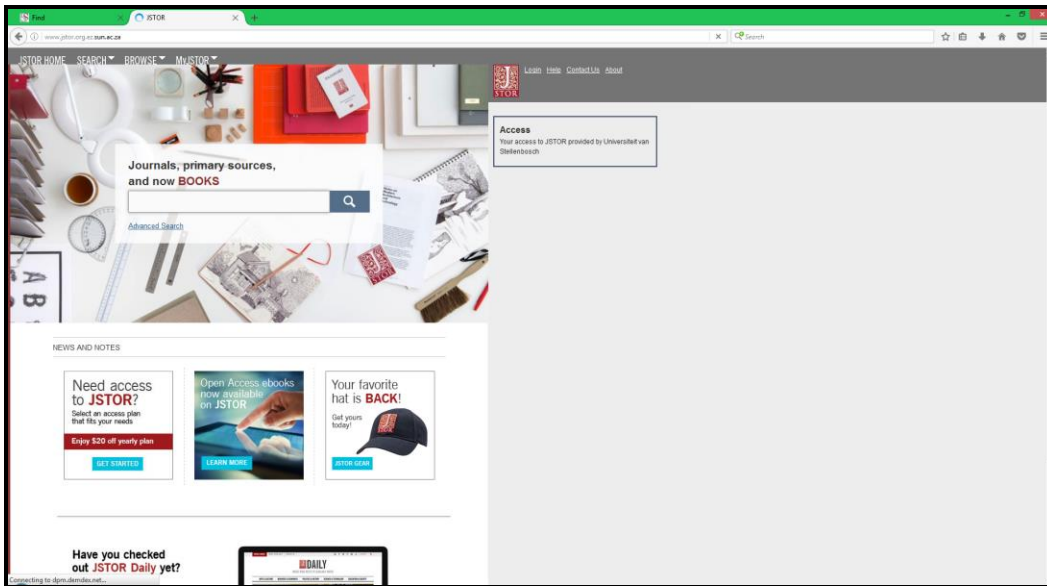 Find
JSTOR
www.jstor.org.ez.sun.ac.za
Search
JSTOR HOME SEARCH BROWSE MyJSTOR
JSTOR
Login Help Contact Us About
Access
Your access to JSTOR provided by Universiteit van
Stellenbosch
Journals, primary sources,
and now BOOKS
Advanced Search
A B
NEWS AND NOTES
Need access
to JSTOR?
Select an access plan
that fits your needs
Enjoy $20 off yearly plan
GET STARTED
Open Access ebooks
now available
on JSTOR
LEARN MORE
Your favorite
hat is BACK!
Get yours
today!
JSTOR GEAR
Have you checked
out JSTOR Daily yet?
DAILY
Connecting to dpm.demdex.net...